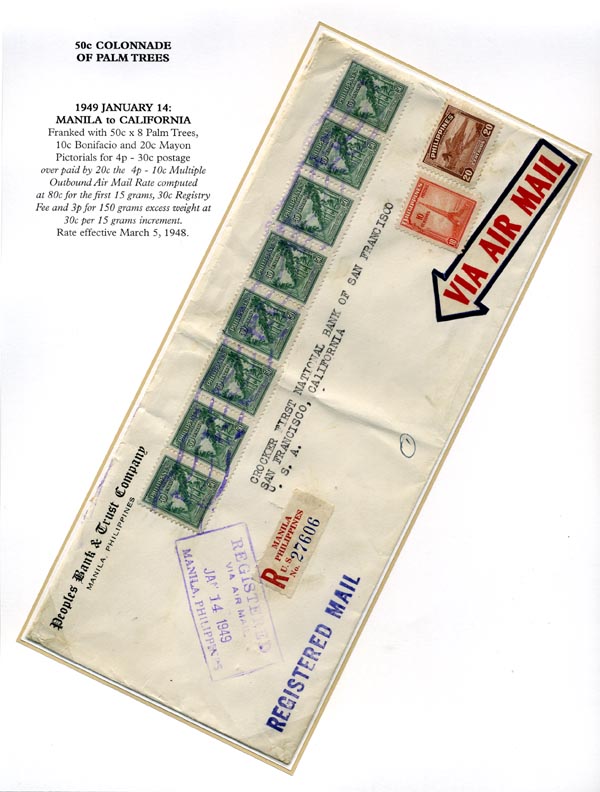 50c COLONNADE
OF PALM TREES
1949 JANUARY 14:
MANILA to CALIFORNIA
Franked with 50c x 8 Palm Trees,
10c Bonifacio and 20c Mayon
Pictorials for 4p - 30c postage
over paid by 20c the 4p - 10c Multiple
Outbound Air Mail Rate computed
at 80c for the first 15 grams, 30c Registry
Fee and 3p for 150 grams excess weight at
30c per 15 grams increment.
Rate effective March 5, 1948.
Peoples Bank & Trust Company
MANILA, PHILIPPINES
PHILIPPINES
20
20
PHILIPPINES
10
VIA AIR MAIL
CROCKER FIRST NATIONAL BANK OF SAN FRANCISCO
SAN FRANCISCO, CALIFORNIA
U. S. A.
R
MANILA
PHILIPPINES
U. S.
No. 27606
REGISTERED
VIA AIR MAIL
JAN 14 1949
MANILA, PHILIPPINES
REGISTERED MAIL